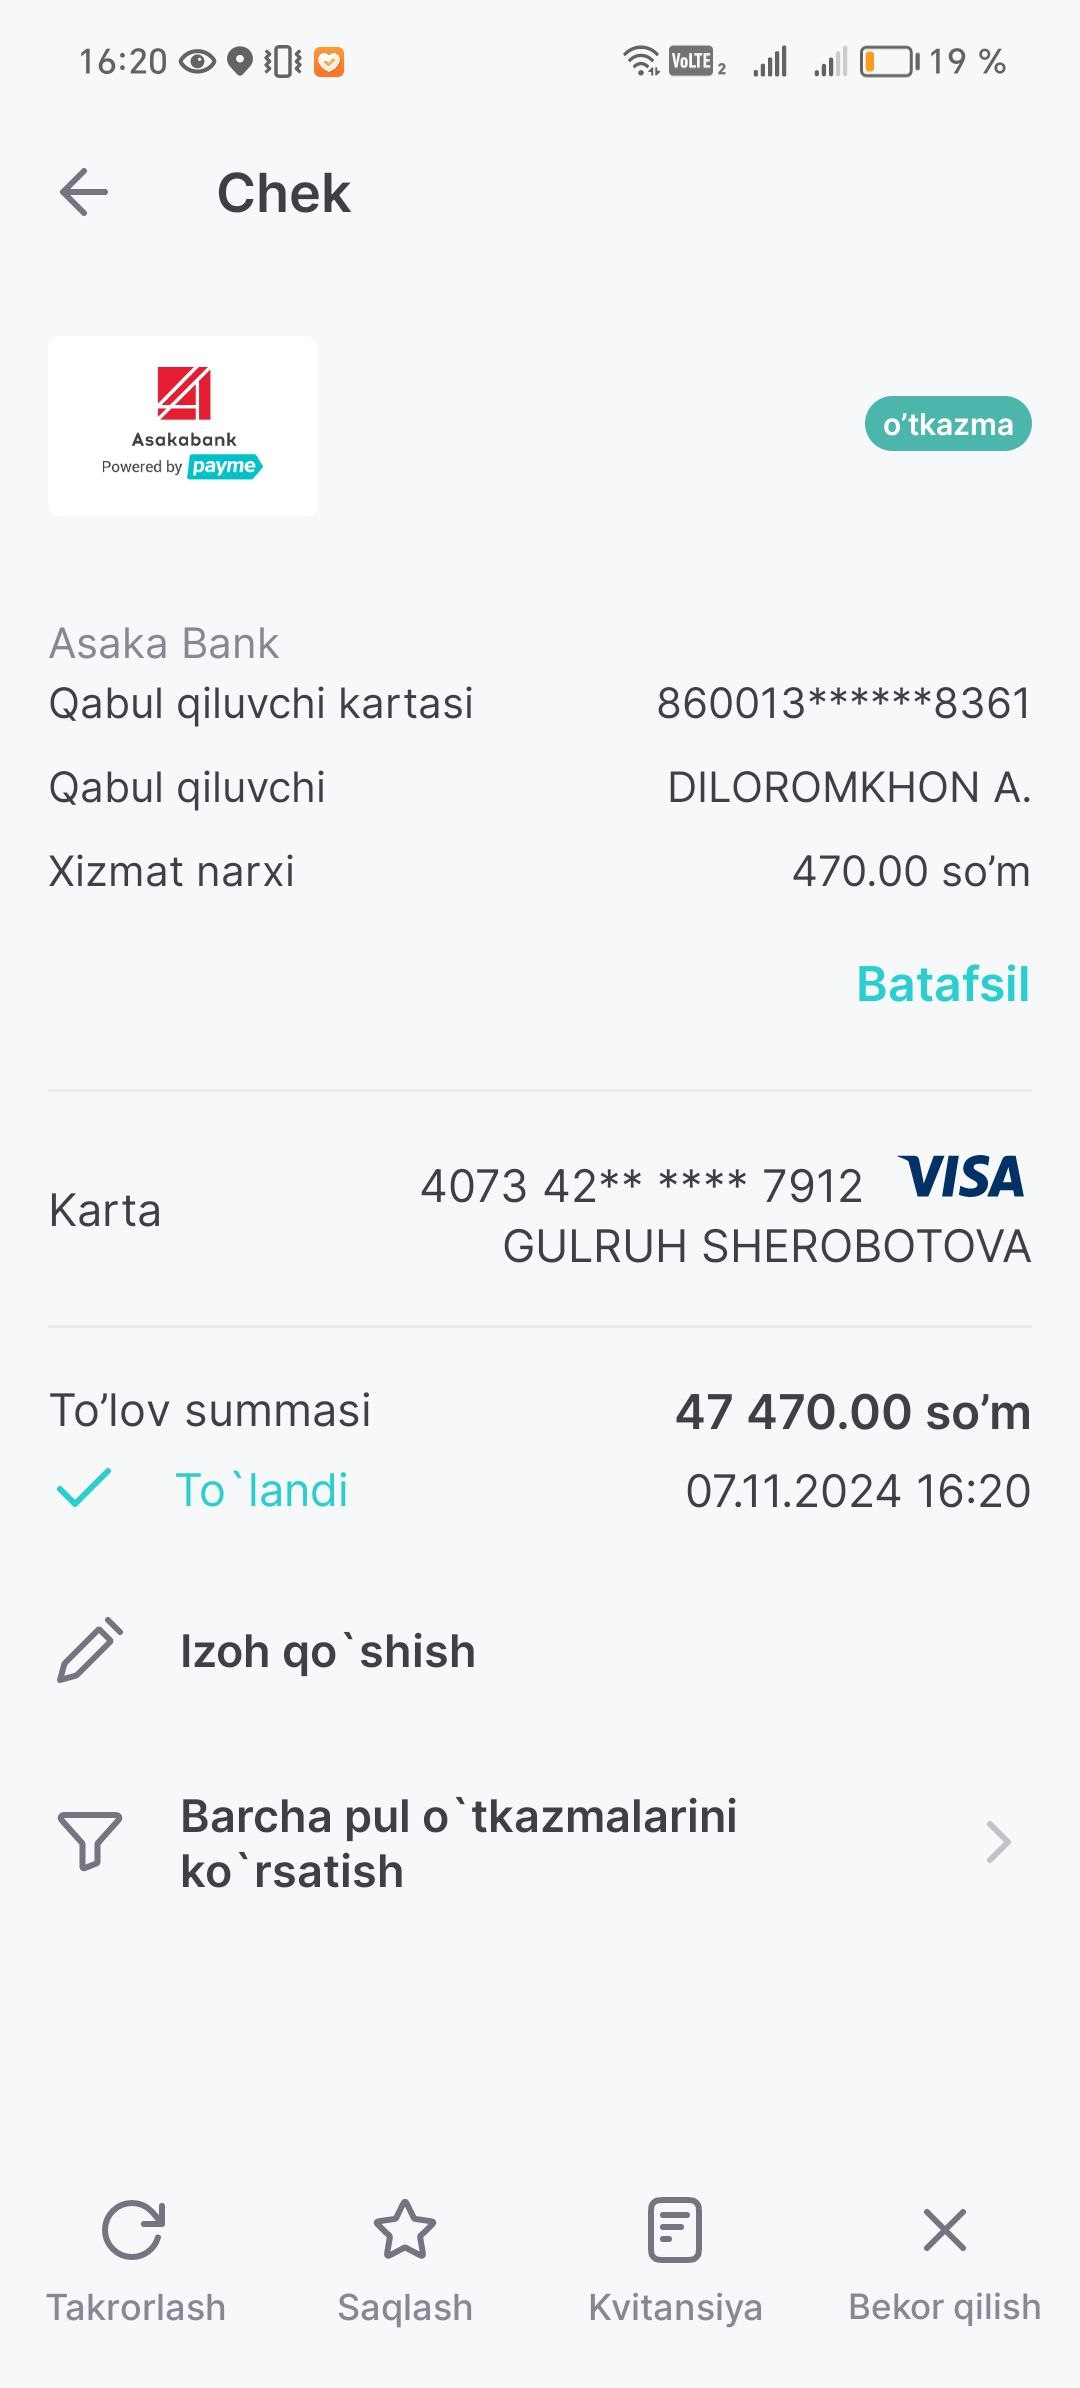 16:20 VoLTE 2 19 %
Chek
Asakabank
Powered by payme
o’tkazma
Asaka Bank
Qabul qiluvchi kartasi 860013******8361
Qabul qiluvchi DILOROMKHON A.
Xizmat narxi 470.00 so’m
Batafsil
Karta 4073 42** **** 7912 VISA
GULRUH SHEROBOTOVA
To’lov summasi 47 470.00 so’m
To`landi 07.11.2024 16:20
Izoh qo`shish
Barcha pul o`tkazmalarini
ko`rsatish
Takrorlash Saqlash Kvitansiya Bekor qilish